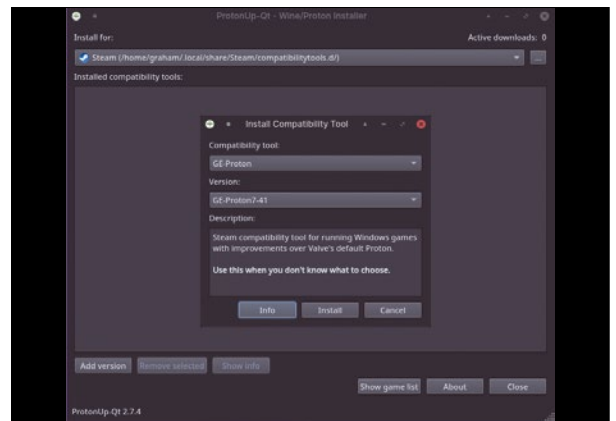 ProtonUp-Qt - Wine/Proton Installer
Install for:
Active downloads: 0
Steam (/home/graham/.local/share/Steam/compatibilitytools.d/)
...
Installed compatibility tools:
Install Compatibility Tool
Compatibility tool:
GE-Proton
Version:
GE-Proton7-41
Description:
Steam compatibility tool for running Windows games
with improvements over Valve's default Proton.
Use this when you don't know what to choose.
Info
Install
Cancel
Add version
Remove selected
Show info
Show game list
About
Close
ProtonUp-Qt 2.7.4